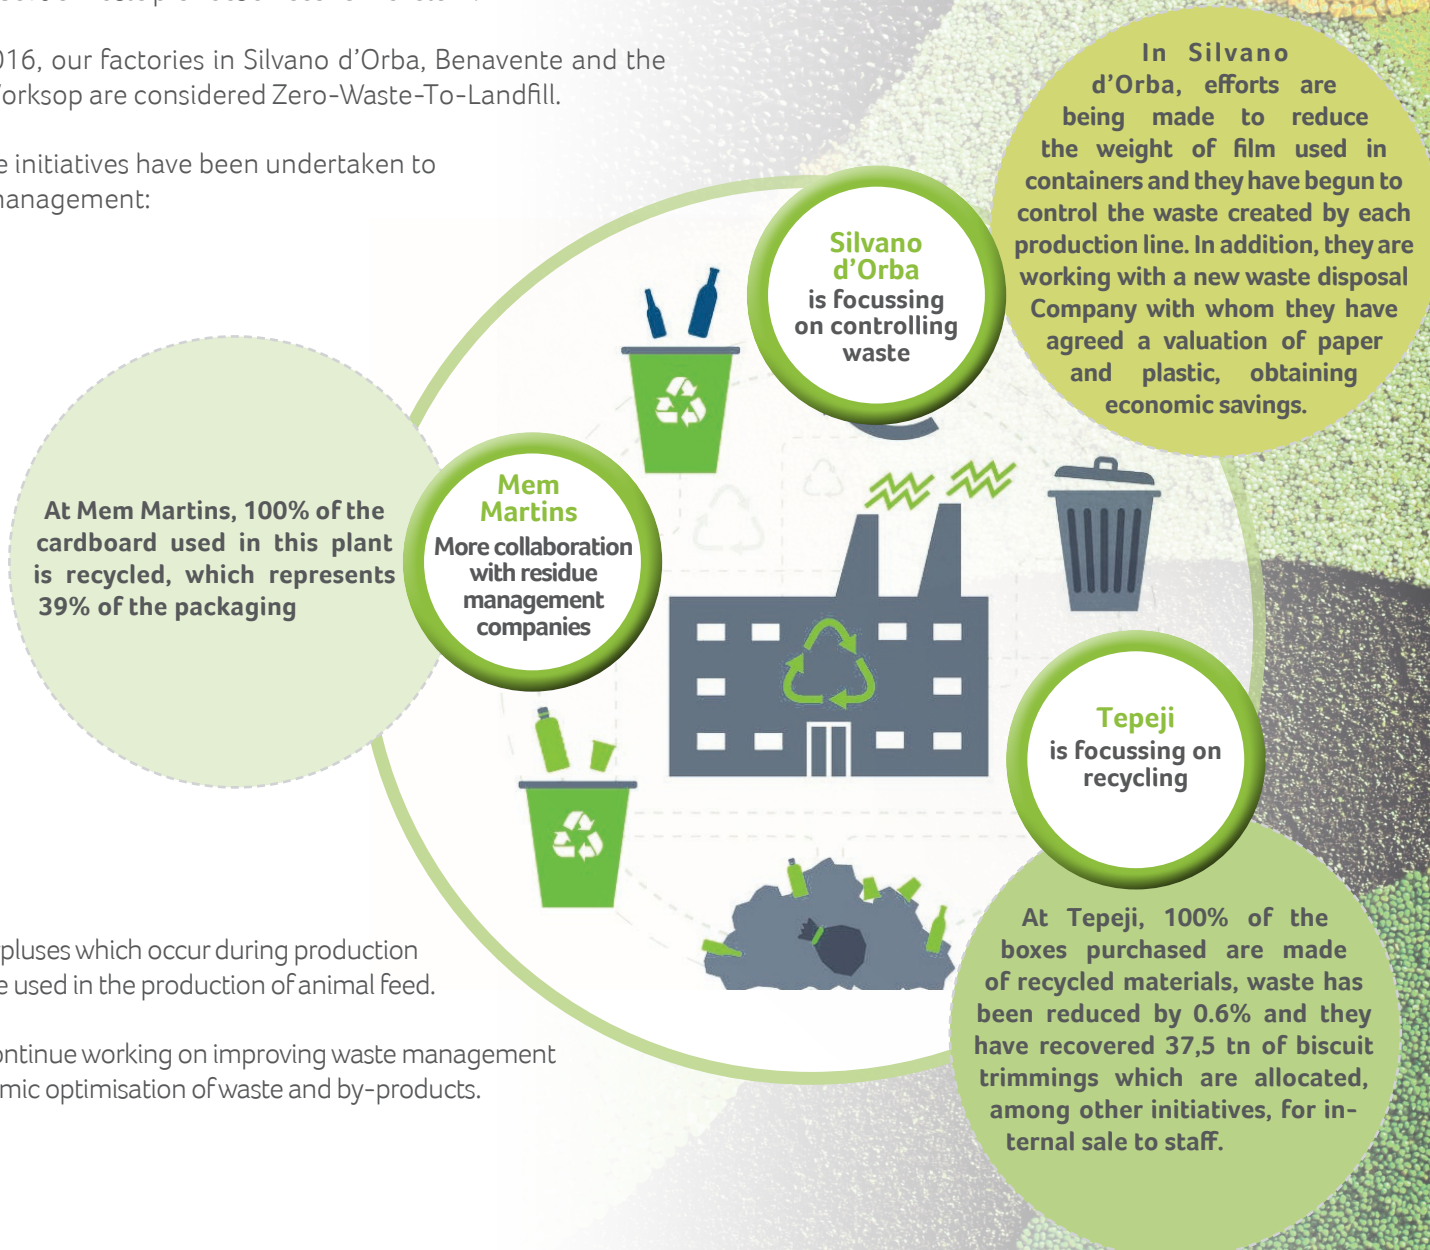 016, our factories in Silvano d'Orba, Benavente and the
Worksop are considered Zero-Waste-To-Landfill.
initiatives have been undertaken to
management:
In Silvano
d'Orba, efforts are
being made to reduce
the weight of film used in
containers and they have begun to
control the waste created by each
production line. In addition, they are
working with a new waste disposal
Company with whom they have
agreed a valuation of paper
and plastic, obtaining
economic savings.
Silvano
d'Orba
is focussing
on controlling
waste
Mem
Martins
More collaboration
with residue
management
companies
At Mem Martins, 100% of the
cardboard used in this plant
is recycled, which represents
39% of the packaging
Tepeji
is focussing on
recycling
At Tepeji, 100% of the
boxes purchased are made
of recycled materials, waste has
been reduced by 0.6% and they
have recovered 37,5 tn of biscuit
trimmings which are allocated,
among other initiatives, for in-
ternal sale to staff.
pluses which occur during production
e used in the production of animal feed.
ontinue working on improving waste management
mic optimisation of waste and by-products.